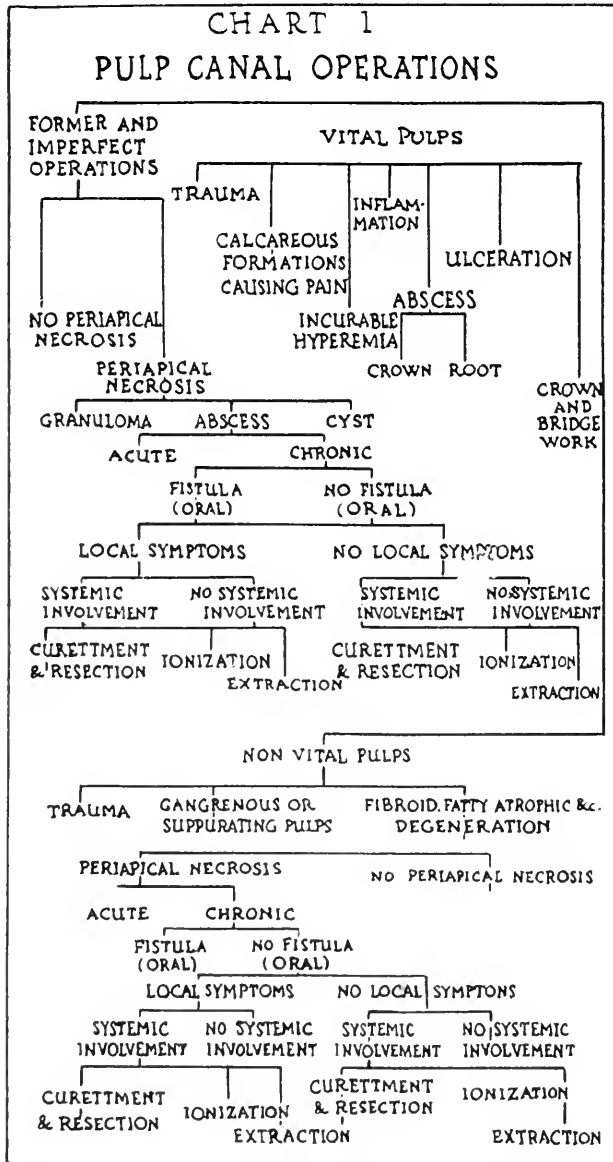 CHART 1
PULP CANAL OPERATIONS
FORMER AND
IMPERFECT
OPERATIONS
VITAL PULPS
TRAUMA
INFLAM-
MATION
CALCAREOUS
FORMATIONS
CAUSING PAIN
ULCERATION
ABSCESS
NO PERIAPICAL
NECROSIS
INCURABLE
HYPEREMIA
CROWN ROOT
PERIAPICAL
NECROSIS
CROWN
AND
BRIDGE
WORK
GRANULOMA ABSCESS CYST
ACUTE CHRONIC
FISTULA
(ORAL)
NO FISTULA
(ORAL)
LOCAL SYMPTOMS NO LOCAL SYMPTOMS
SYSTEMIC
INVOLVEMENT
NO SYSTEMIC
INVOLVEMENT
SYSTEMIC
INVOLVEMENT
NO SYSTEMIC
INVOLVEMENT
CURETTMENT
& RESECTION
IONIZATION
EXTRACTION
CURETTMENT
& RESECTION
IONIZATION
EXTRACTION
NON VITAL PULPS
TRAUMA
GANGRENOUS OR
SUPPURATING PULPS
FIBROID, FATTY ATROPHIC &c.
DEGENERATION
PERIAPICAL NECROSIS NO PERIAPICAL NECROSIS
ACUTE CHRONIC
FISTULA
(ORAL)
NO FISTULA
(ORAL)
LOCAL SYMPTOMS NO LOCAL SYMPTONS
SYSTEMIC
INVOLVEMENT
NO SYSTEMIC
INVOLVEMENT
SYSTEMIC
INVOLVEMENT
NO SYSTEMIC
INVOLVEMENT
CURETTMENT
& RESECTION
IONIZATION
EXTRACTION
CURETTMENT
& RESECTION
IONIZATION
EXTRACTION